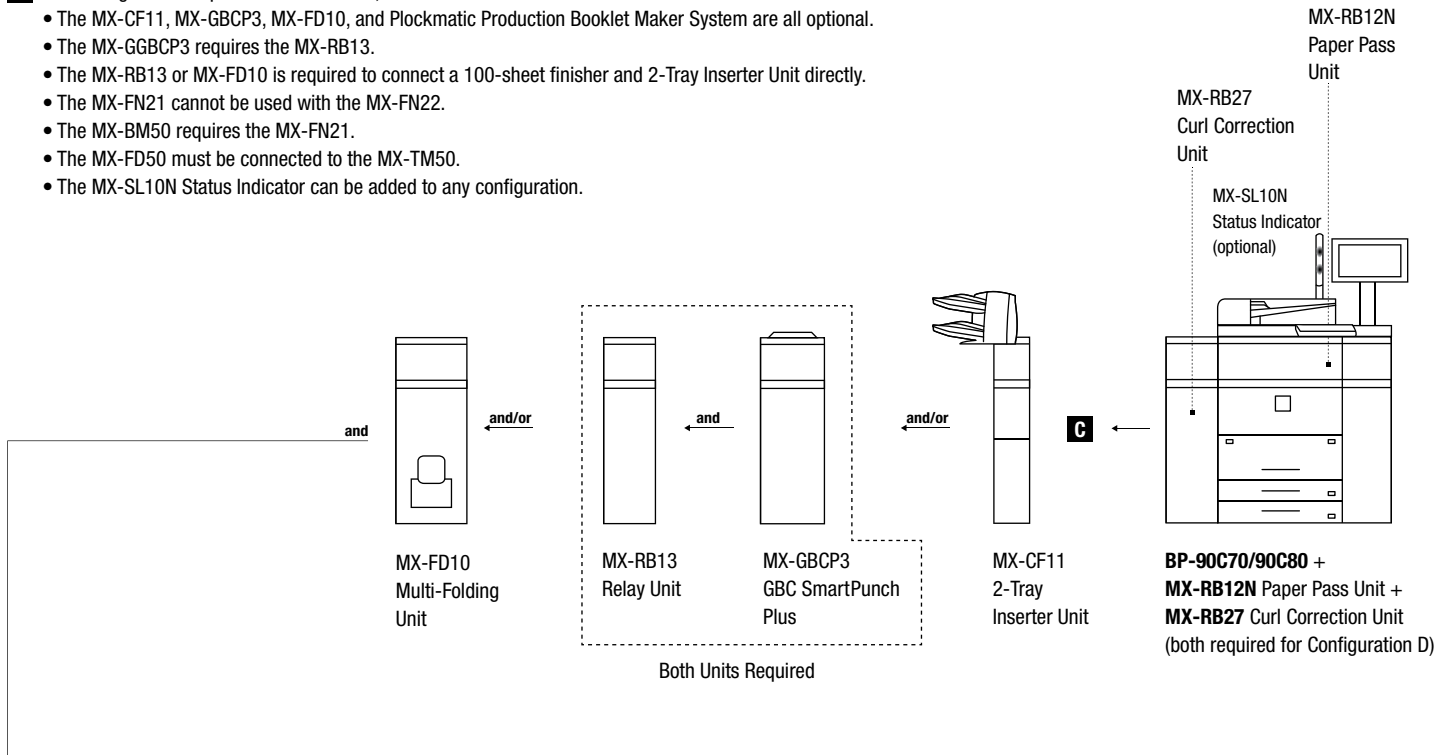 • The MX-CF11, MX-GBCP3, MX-FD10, and Plockmatic Production Booklet Maker System are all optional.
• The MX-GGBCP3 requires the MX-RB13.
• The MX-RB13 or MX-FD10 is required to connect a 100-sheet finisher and 2-Tray Inserter Unit directly.
• The MX-FN21 cannot be used with the MX-FN22.
• The MX-BM50 requires the MX-FN21.
• The MX-FD50 must be connected to the MX-TM50.
• The MX-SL10N Status Indicator can be added to any configuration.
MX-RB12N
Paper Pass
Unit
MX-RB27
Curl Correction
Unit
MX-SL10N
Status Indicator
(optional)
and
and/or
and
and/or
C
MX-FD10
Multi-Folding
Unit
MX-RB13
Relay Unit
MX-GBCP3
GBC SmartPunch
Plus
Both Units Required
MX-CF11
2-Tray
Inserter Unit
BP-90C70/90C80 +
MX-RB12N Paper Pass Unit +
MX-RB27 Curl Correction Unit
(both required for Configuration D)